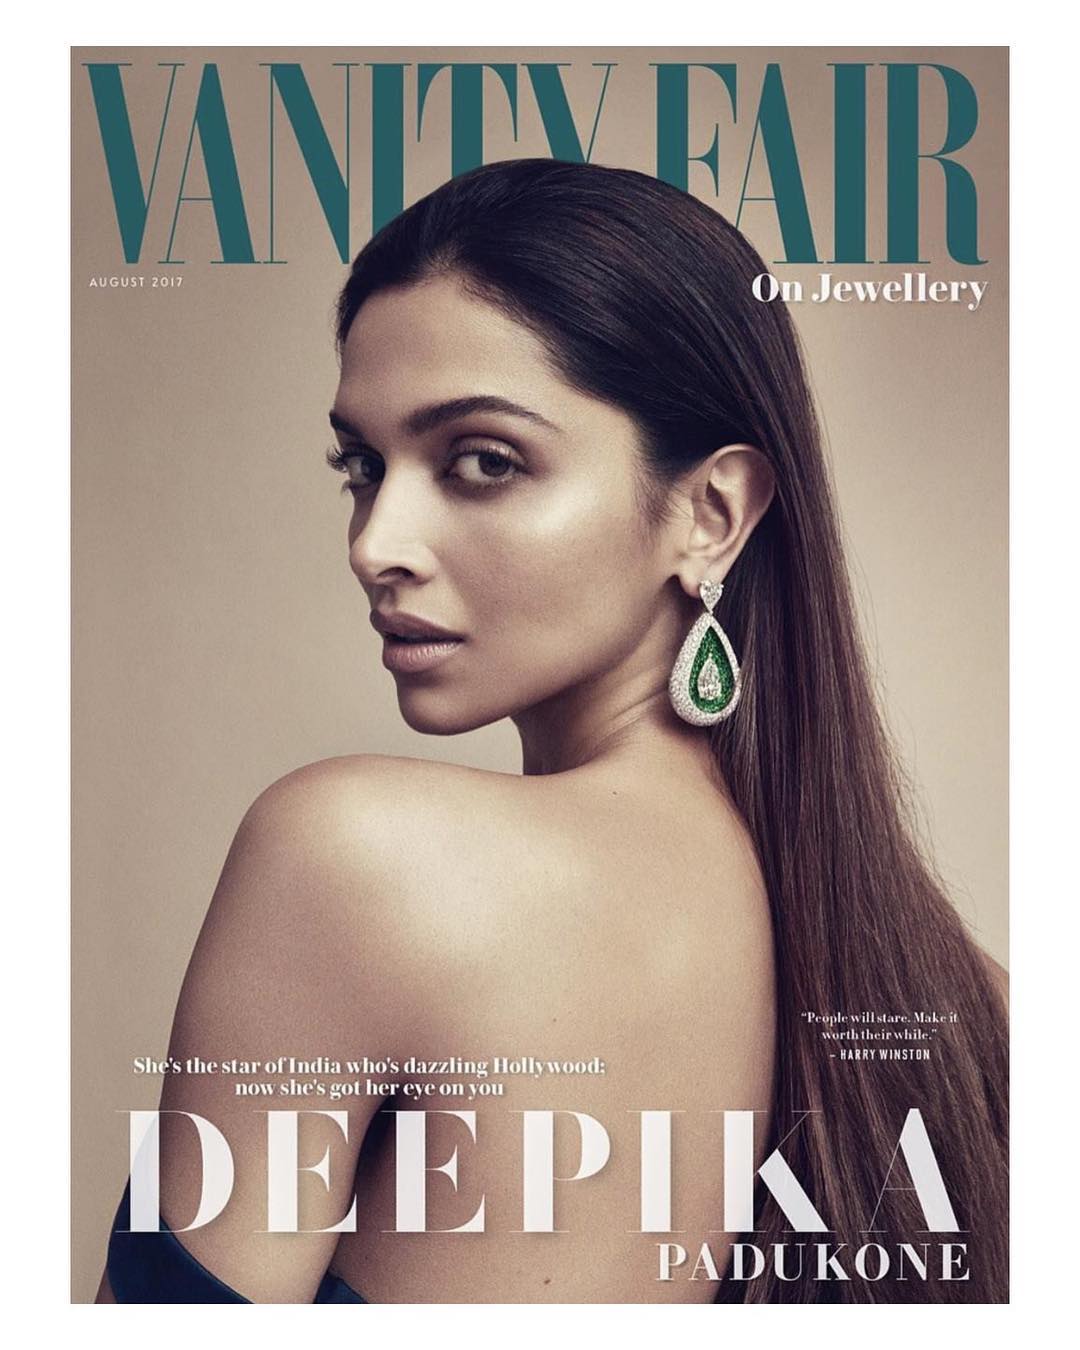 VANITY FAIR
AUGUST 2017
On Jewellery
“People will stare. Make it
worth their while.”
– HARRY WINSTON
She's the star of India who's dazzling Hollywood:
now she's got her eye on you
DEEPIKA
PADUKONE